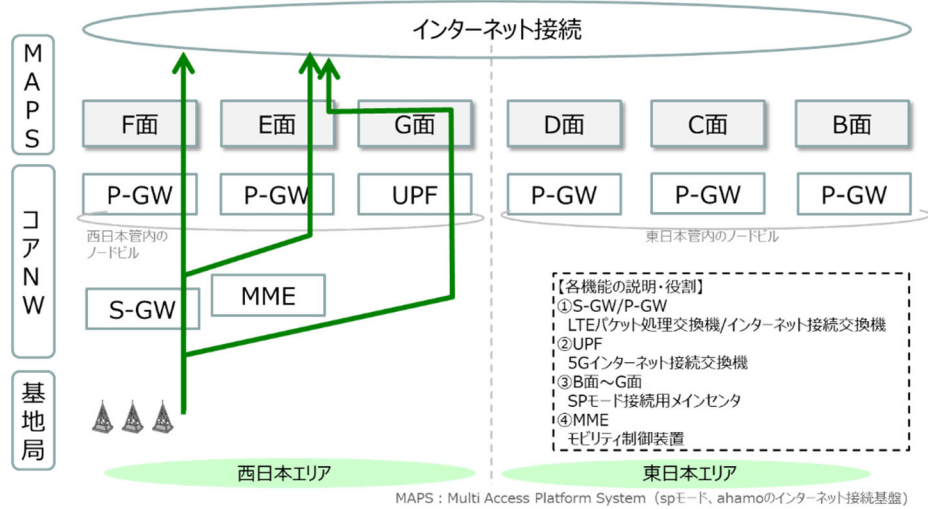 インターネット接続
MAPS
F面
E面
G面
D面
C面
B面
コアNW
P-GW
P-GW
UPF
P-GW
P-GW
P-GW
西日本管内の
ノードビル
東日本管内のノードビル
S-GW
MME
【各機能の説明・役割】
①S-GW/P-GW
LTEパケット処理交換機/インターネット接続交換機
②UPF
5Gインターネット接続交換機
③B面～G面
SPモード接続用メインセンタ
④MME
モビリティ制御装置
基地局
西日本エリア
東日本エリア
MAPS：Multi Access Platform System（spモード、ahamoのインターネット接続基盤)